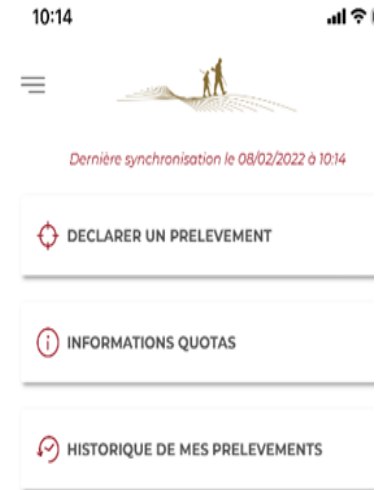 10:14
Dernière synchronisation le 08/02/2022 à 10:14
DECLARER UN PRELEVEMENT
INFORMATIONS QUOTAS
HISTORIQUE DE MES PRELEVEMENTS